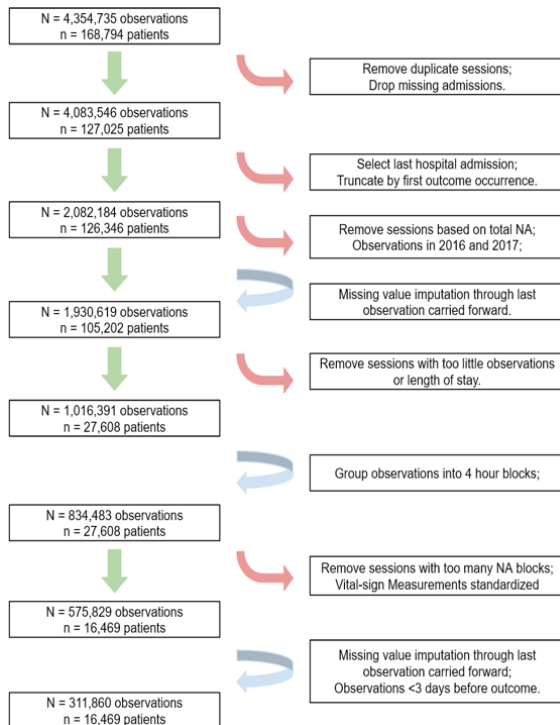 N = 4,354,735 observations
n = 168,794 patients
Remove duplicate sessions;
Drop missing admissions.
N = 4,083,546 observations
n = 127,025 patients
Select last hospital admission;
Truncate by first outcome occurrence.
N = 2,082,184 observations
n = 126,346 patients
Remove sessions based on total NA;
Observations in 2016 and 2017;
Missing value imputation through last
observation carried forward.
N = 1,930,619 observations
n = 105,202 patients
Remove sessions with too little observations
or length of stay.
N = 1,016,391 observations
n = 27,608 patients
Group observations into 4 hour blocks;
N = 834,483 observations
n = 27,608 patients
Remove sessions with too many NA blocks;
Vital-sign Measurements standardized
N = 575,829 observations
n = 16,469 patients
Missing value imputation through last
observation carried forward;
Observations <3 days before outcome.
N = 311,860 observations
n = 16,469 patients